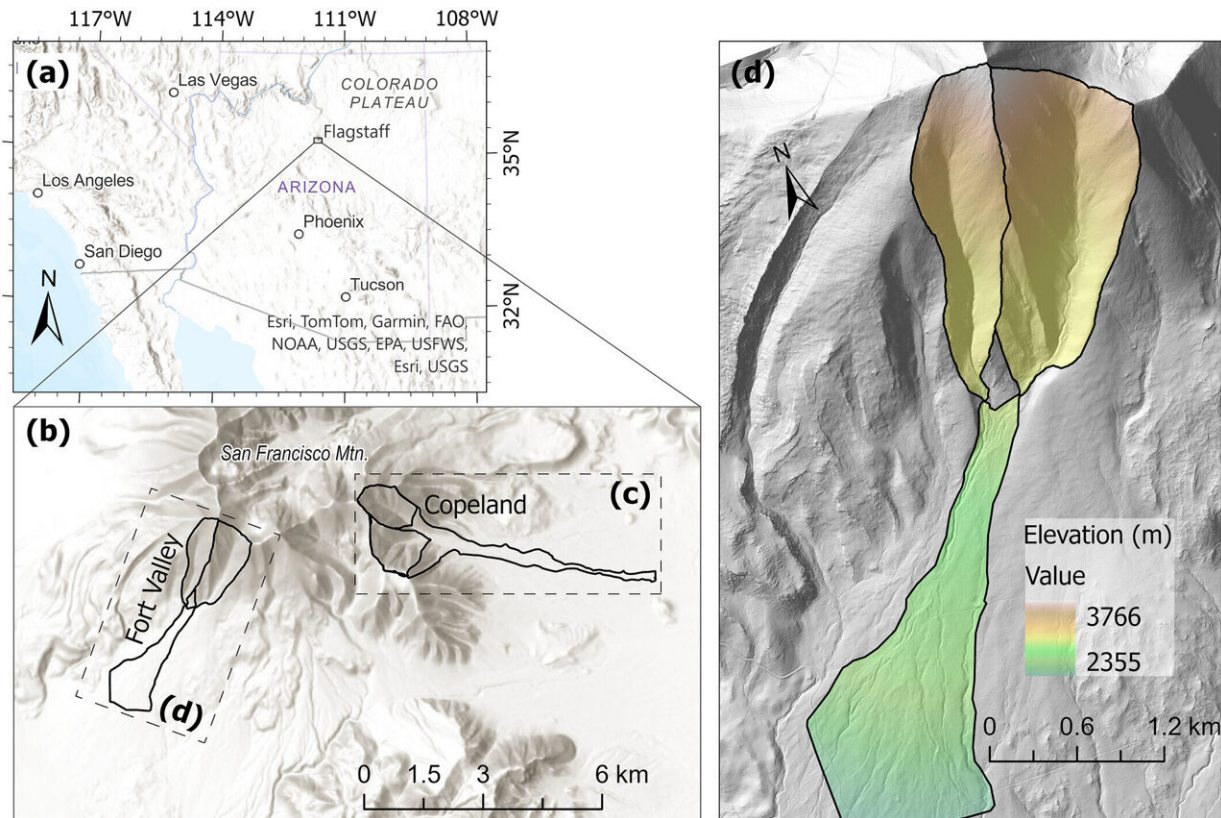 117°W 114°W 111°W 108°W
(a)
Las Vegas
COLORADO
PLATEAU
Flagstaff
35°N
Los Angeles
ARIZONA
Phoenix
San Diego
N
Tucson
32°N
Esri, TomTom, Garmin, FAO,
NOAA, USGS, EPA, USFWS,
Esri, USGS
(b)
San Francisco Mtn.
(c)
Copeland
Fort Valley
(d)
0 1.5 3 6 km
(d)
N
Elevation (m)
Value
3766
2355
0 0.6 1.2 km